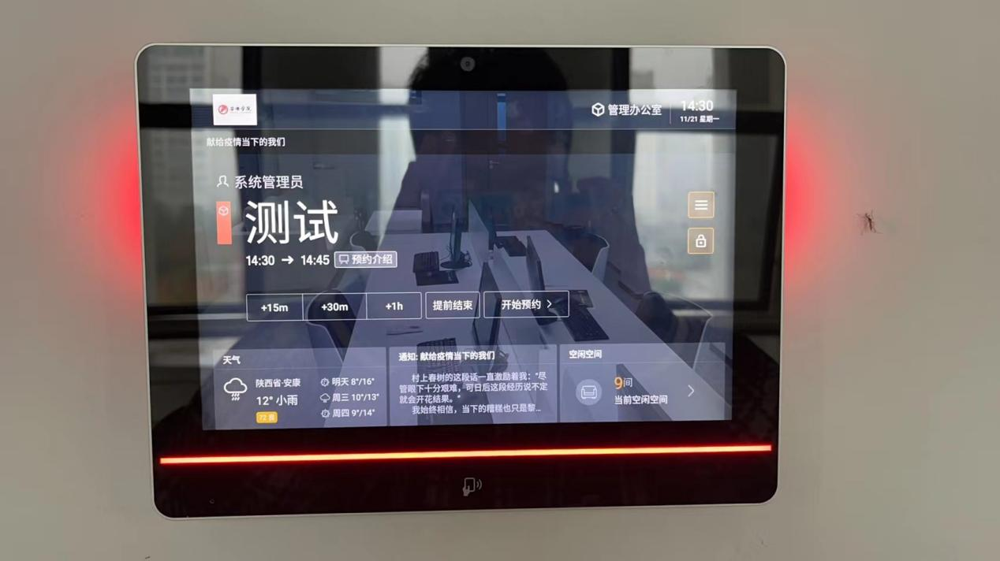 安康学院
管理办公室
14:30
11/21 星期一
献给疫情当下的我们
系统管理员
测试
14:30 → 14:45 预约介绍
+15m +30m +1h 提前结束 开始预约 >
天气
陕西省·安康
12° 小雨
72 良
明天 8°/16°
周三 10°/13°
周四 9°/14°
通知: 献给疫情当下的我们
村上春树的这段话一直激励着我："尽
管眼下十分艰难，可日后这段经历说不定
就会开花结果。"
我始终相信，当下的糟糕也只是黎...
空闲空间
9间
当前空闲空间